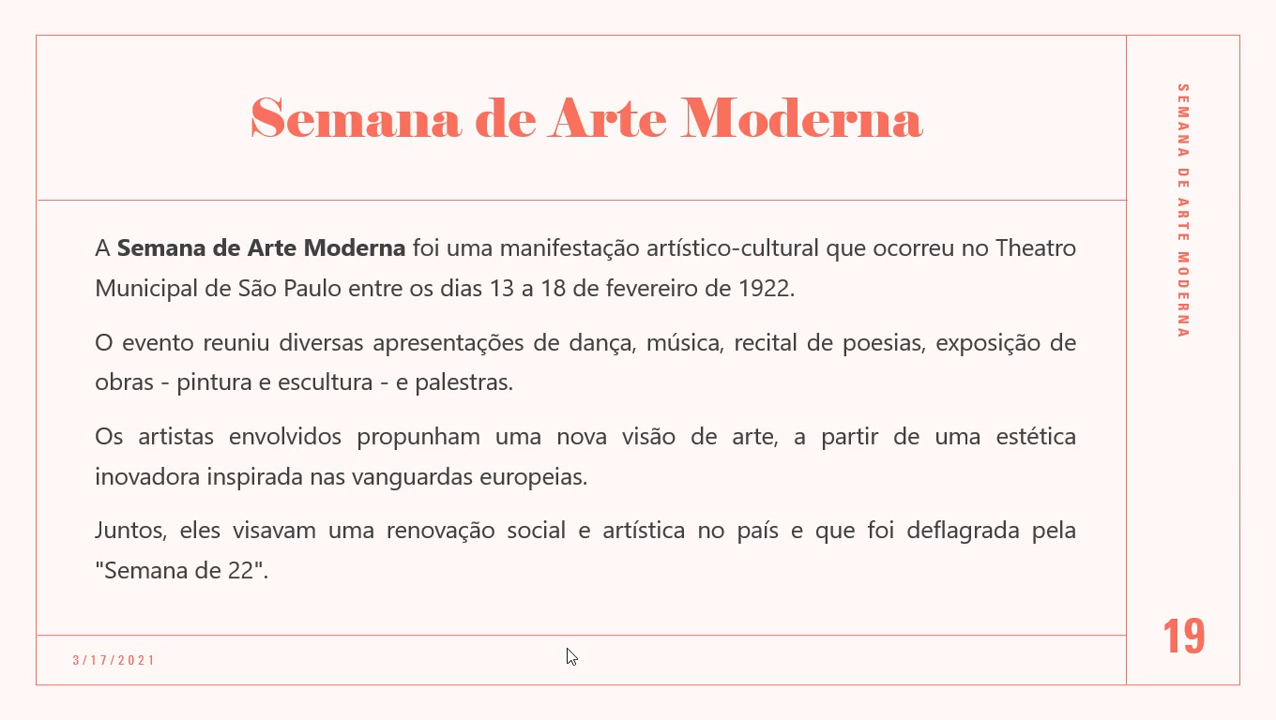 Semana de Arte Moderna
A Semana de Arte Moderna foi uma manifestação artístico-cultural que ocorreu no Theatro
Municipal de São Paulo entre os dias 13 a 18 de fevereiro de 1922.
O evento reuniu diversas apresentações de dança, música, recital de poesias, exposição de
obras - pintura e escultura - e palestras.
Os artistas envolvidos propunham uma nova visão de arte, a partir de uma estética
inovadora inspirada nas vanguardas europeias.
Juntos, eles visavam uma renovação social e artística no país e que foi deflagrada pela
"Semana de 22".
3/17/2021
SEMANA DE ARTE MODERNA
19